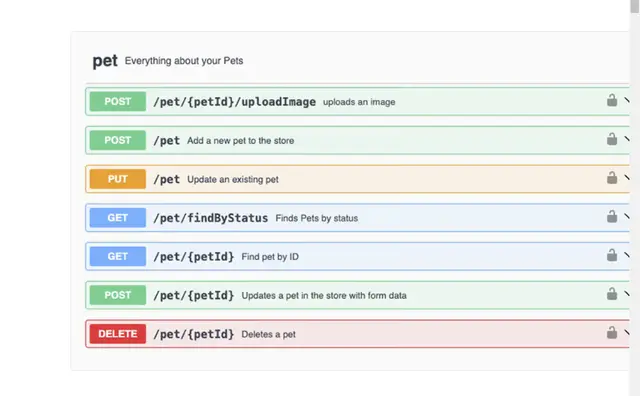 pet Everything about your Pets
POST /pet/{petId}/uploadImage uploads an image
POST /pet Add a new pet to the store
PUT /pet Update an existing pet
GET /pet/findByStatus Finds Pets by status
GET /pet/{petId} Find pet by ID
POST /pet/{petId} Updates a pet in the store with form data
DELETE /pet/{petId} Deletes a pet